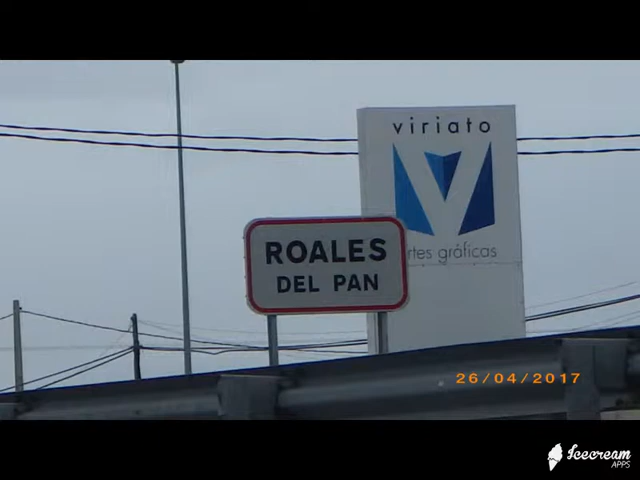 viriato
rtes gráficas
ROALES
DEL PAN
26/04/2017
Icecream
APPS